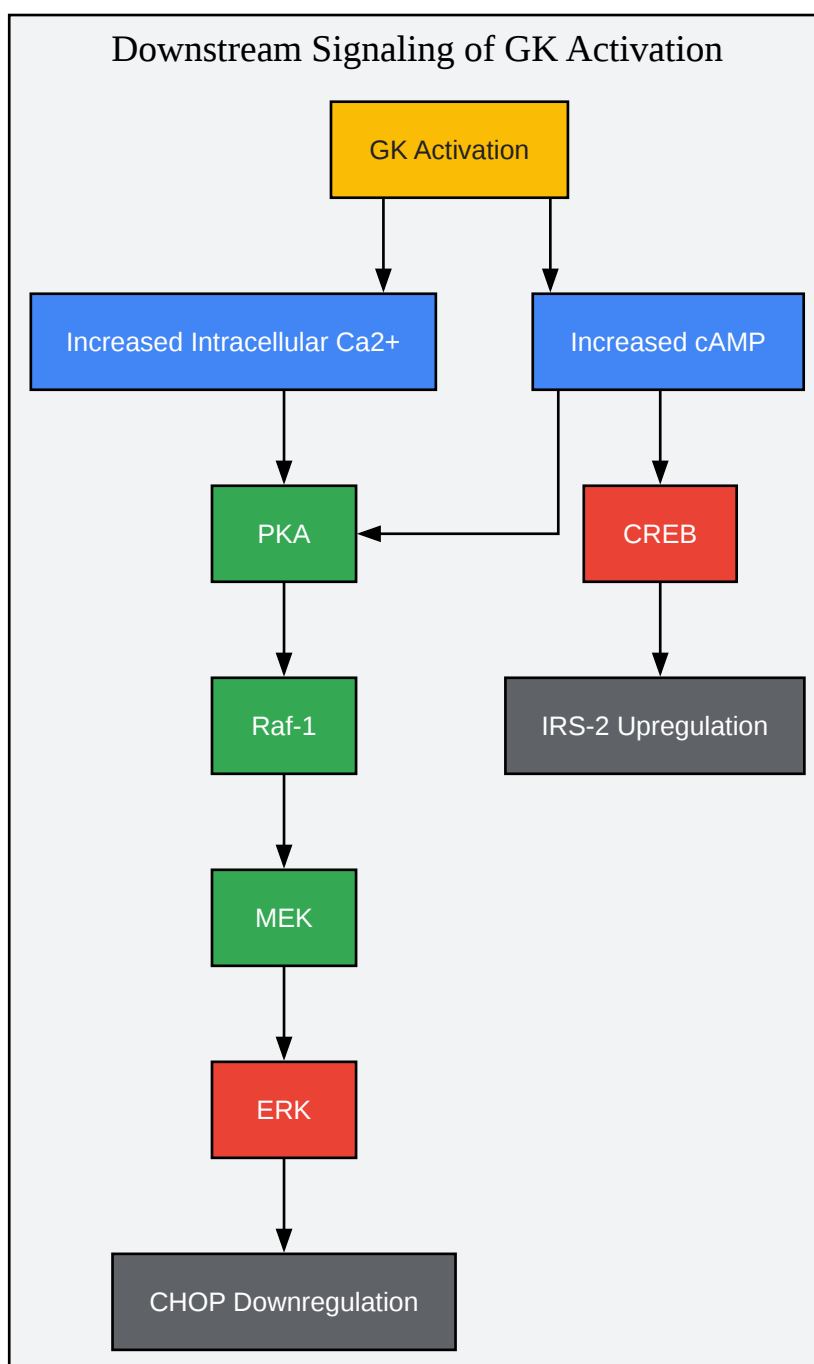 Downstream Signaling of GK Activation
GK Activation
Increased Intracellular Ca2+
Increased cAMP
PKA
CREB
Raf-1
IRS-2 Upregulation
MEK
ERK
CHOP Downregulation